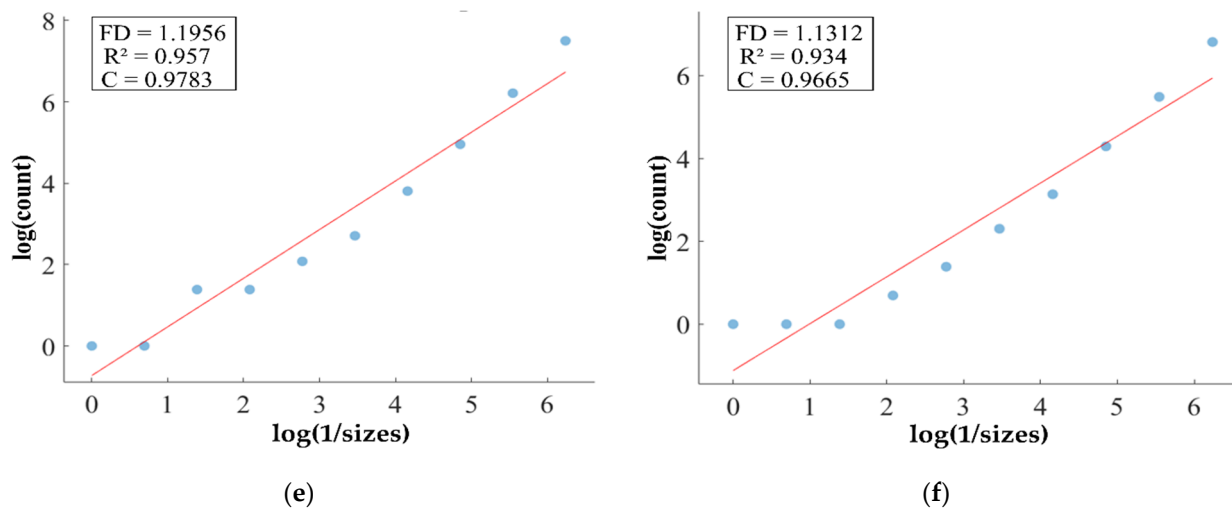 FD = 1.1956
R² = 0.957
C = 0.9783
8
6
4
2
0
log(count)
0 1 2 3 4 5 6
log(1/sizes)
(e)
FD = 1.1312
R² = 0.934
C = 0.9665
6
4
2
0
log(count)
0 1 2 3 4 5 6
log(1/sizes)
(f)